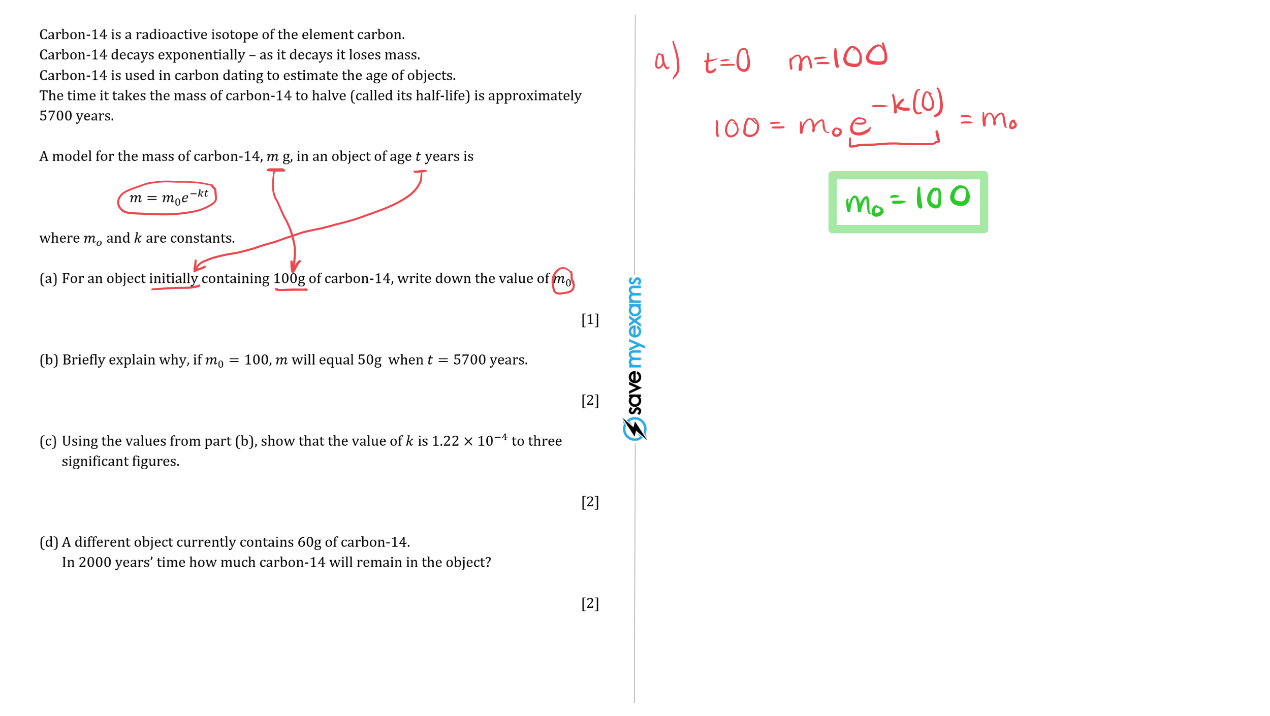 Carbon-14 is a radioactive isotope of the element carbon.
Carbon-14 decays exponentially – as it decays it loses mass.
Carbon-14 is used in carbon dating to estimate the age of objects.
The time it takes the mass of carbon-14 to halve (called its half-life) is approximately
5700 years.
A model for the mass of carbon-14, m g, in an object of age t years is
m = m₀e⁻ᵏᵗ
where mₒ and k are constants.
(a) For an object initially containing 100g of carbon-14, write down the value of m₀
[1]
(b) Briefly explain why, if m₀ = 100, m will equal 50g when t = 5700 years.
[2]
(c) Using the values from part (b), show that the value of k is 1.22 × 10⁻⁴ to three
significant figures.
[2]
(d) A different object currently contains 60g of carbon-14.
In 2000 years’ time how much carbon-14 will remain in the object?
[2]
save my exams
a) t=0 m=100
100 = m₀e⁻ᵏ⁽⁰⁾ = m₀
m₀ = 100